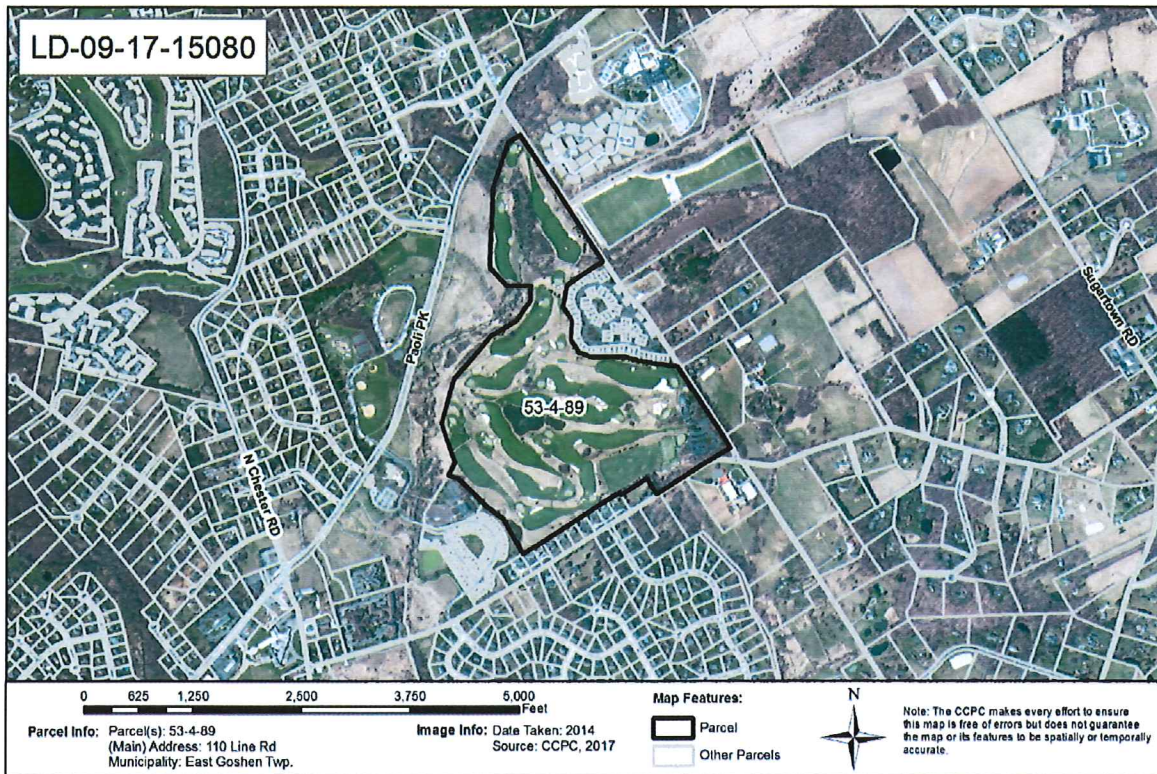 LD-09-17-15080
Paoli PK
Sugartown RD
53-4-89
N Chester RD
0 625 1,250 2,500 3,750 5,000
Feet
Parcel Info: Parcel(s): 53-4-89
(Main) Address: 110 Line Rd
Municipality: East Goshen Twp.
Image Info: Date Taken: 2014
Source: CCPC, 2017
Map Features:
Parcel
Other Parcels
N
Note: The CCPC makes every effort to ensure
this map is free of errors but does not guarantee
the map or its features to be spatially or temporally
accurate.